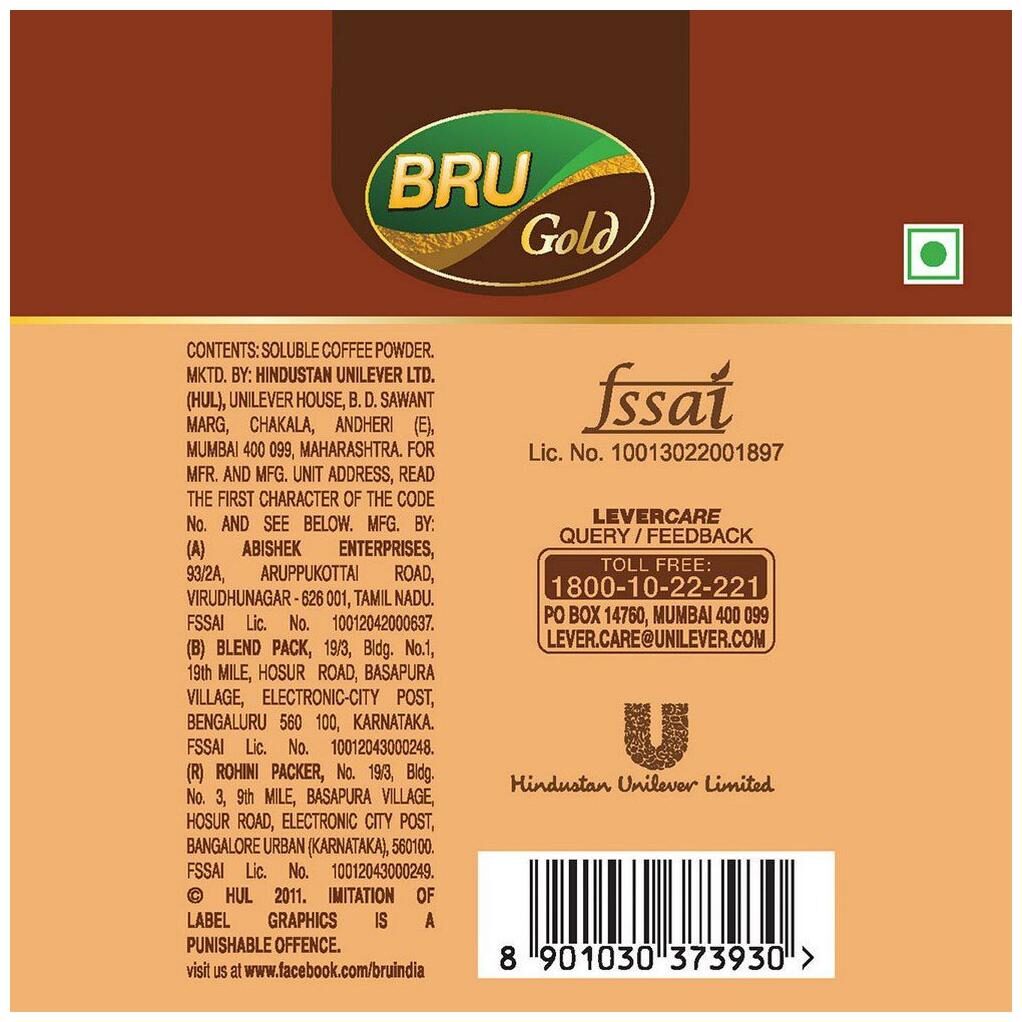 BRU
Gold
CONTENTS: SOLUBLE COFFEE POWDER.
MKTD. BY: HINDUSTAN UNILEVER LTD.
(HUL), UNILEVER HOUSE, B. D. SAWANT
MARG, CHAKALA, ANDHERI (E),
MUMBAI 400 099, MAHARASHTRA. FOR
MFR. AND MFG. UNIT ADDRESS, READ
THE FIRST CHARACTER OF THE CODE
No. AND SEE BELOW. MFG. BY:
(A) ABISHEK ENTERPRISES,
93/2A, ARUPPUKOTTAI ROAD,
VIRUDHUNAGAR - 626 001, TAMIL NADU.
FSSAI Lic. No. 10012042000637.
(B) BLEND PACK, 19/3, Bldg. No.1,
19th MILE, HOSUR ROAD, BASAPURA
VILLAGE, ELECTRONIC-CITY POST,
BENGALURU 560 100, KARNATAKA.
FSSAI Lic. No. 10012043000248.
(R) ROHINI PACKER, No. 19/3, Bldg.
No. 3, 9th MILE, BASAPURA VILLAGE,
HOSUR ROAD, ELECTRONIC CITY POST,
BANGALORE URBAN (KARNATAKA), 560100.
FSSAI Lic. No. 10012043000249.
© HUL 2011. IMITATION OF
LABEL GRAPHICS IS A
PUNISHABLE OFFENCE.
visit us at www.facebook.com/bruindia
fssai
Lic. No. 10013022001897
LEVERCARE
QUERY / FEEDBACK
TOLL FREE:
1800-10-22-221
PO BOX 14760, MUMBAI 400 099
LEVER.CARE@UNILEVER.COM
Hindustan Unilever Limited
8 901030 373930 >